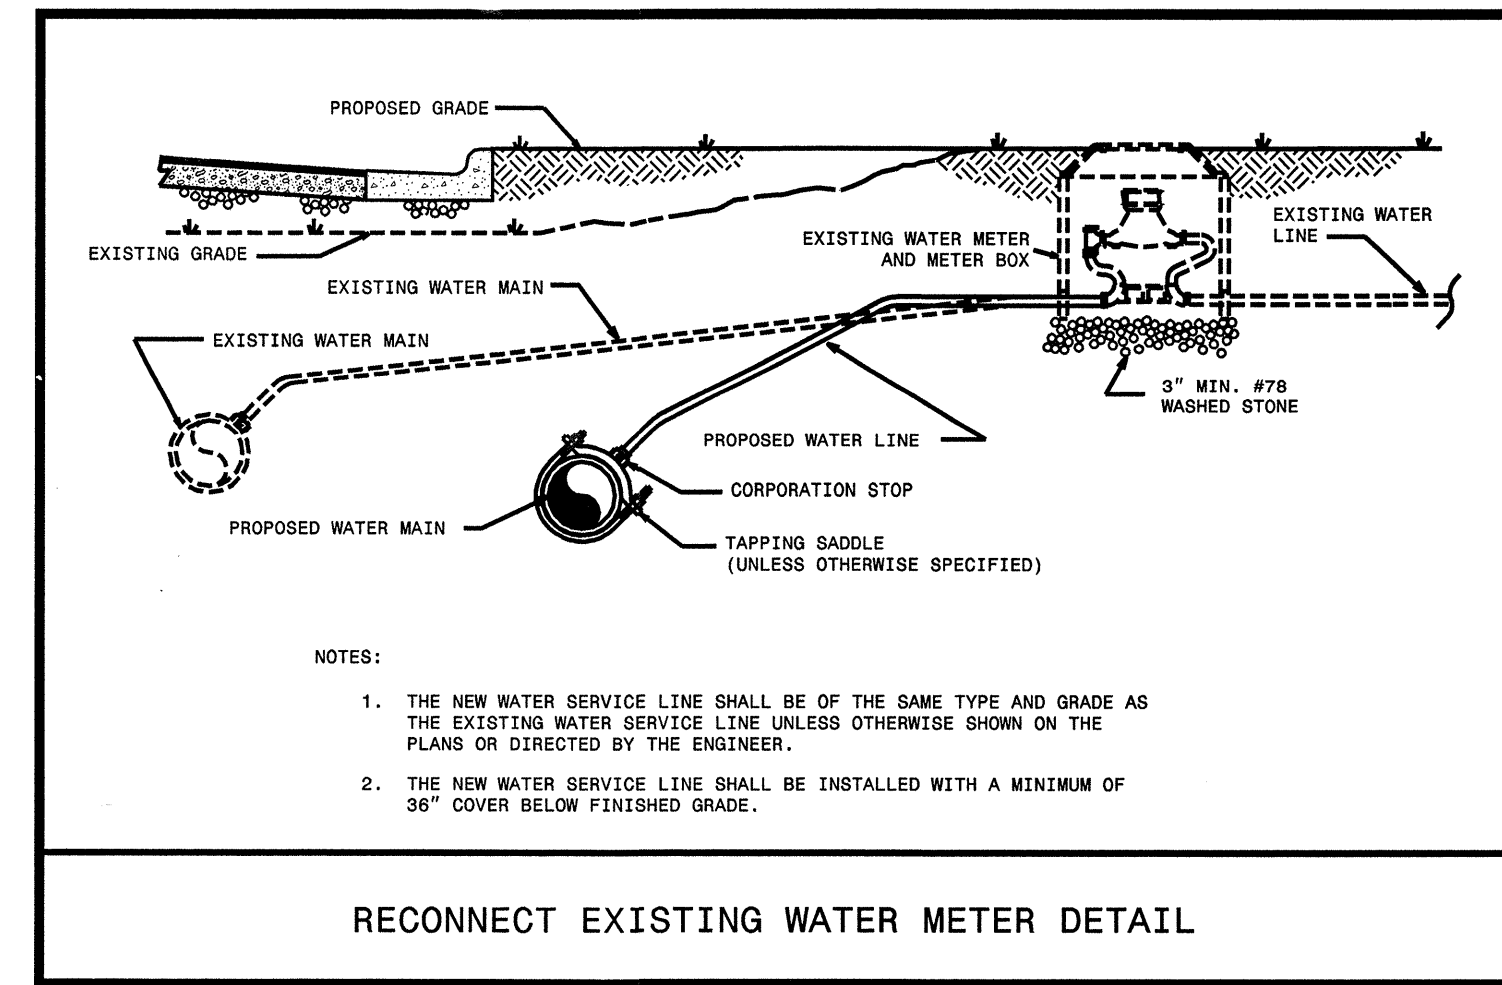 PROPOSED GRADE
EXISTING GRADE
EXISTING WATER MAIN
EXISTING WATER MAIN
PROPOSED WATER MAIN
EXISTING WATER METER
AND METER BOX
EXISTING WATER
LINE
3" MIN. #78
WASHED STONE
PROPOSED WATER LINE
CORPORATION STOP
TAPPING SADDLE
(UNLESS OTHERWISE SPECIFIED)
NOTES:
1. THE NEW WATER SERVICE LINE SHALL BE OF THE SAME TYPE AND GRADE AS
THE EXISTING WATER SERVICE LINE UNLESS OTHERWISE SHOWN ON THE
PLANS OR DIRECTED BY THE ENGINEER.
2. THE NEW WATER SERVICE LINE SHALL BE INSTALLED WITH A MINIMUM OF
36" COVER BELOW FINISHED GRADE.
RECONNECT EXISTING WATER METER DETAIL